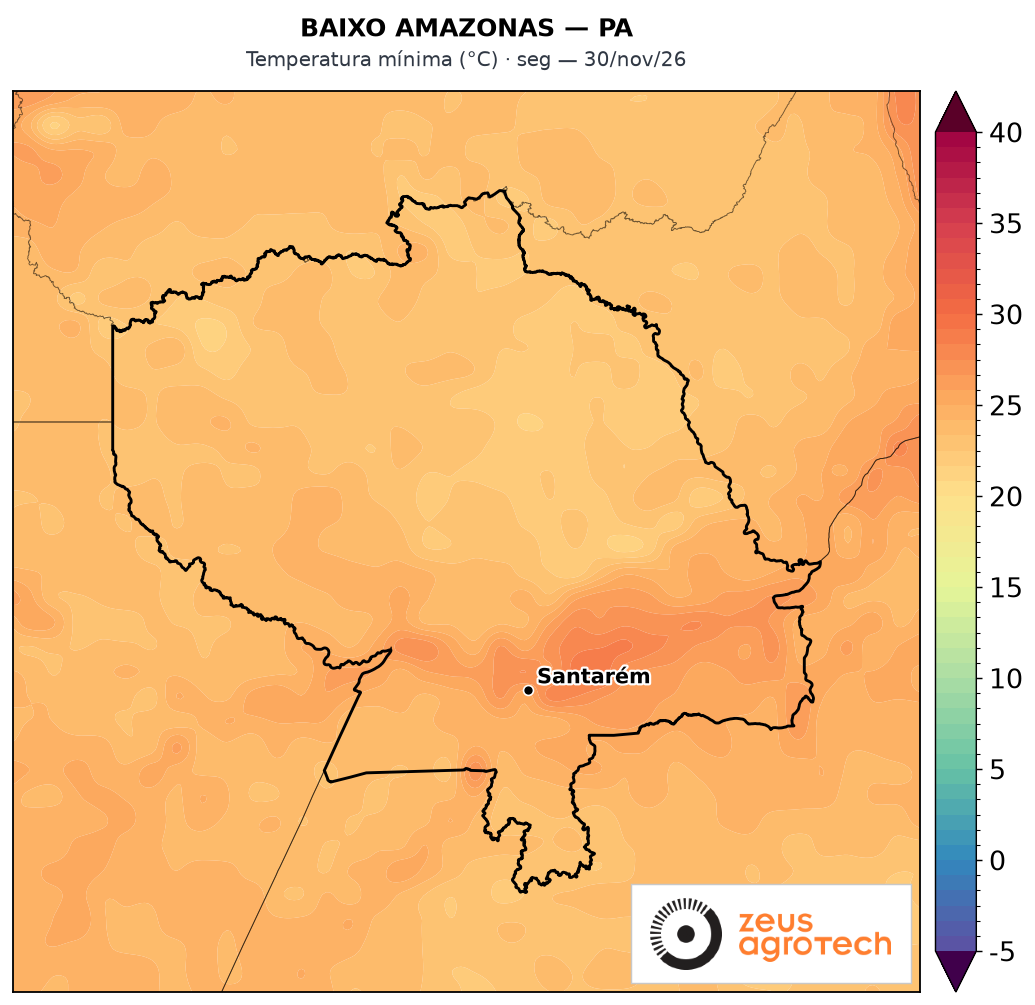 BAIXO AMAZONAS — PA
Temperatura mínima (°C) · seg — 30/nov/26
40
35
30
25
20
15
10
5
0
-5
Santarém
zeus
agrotech